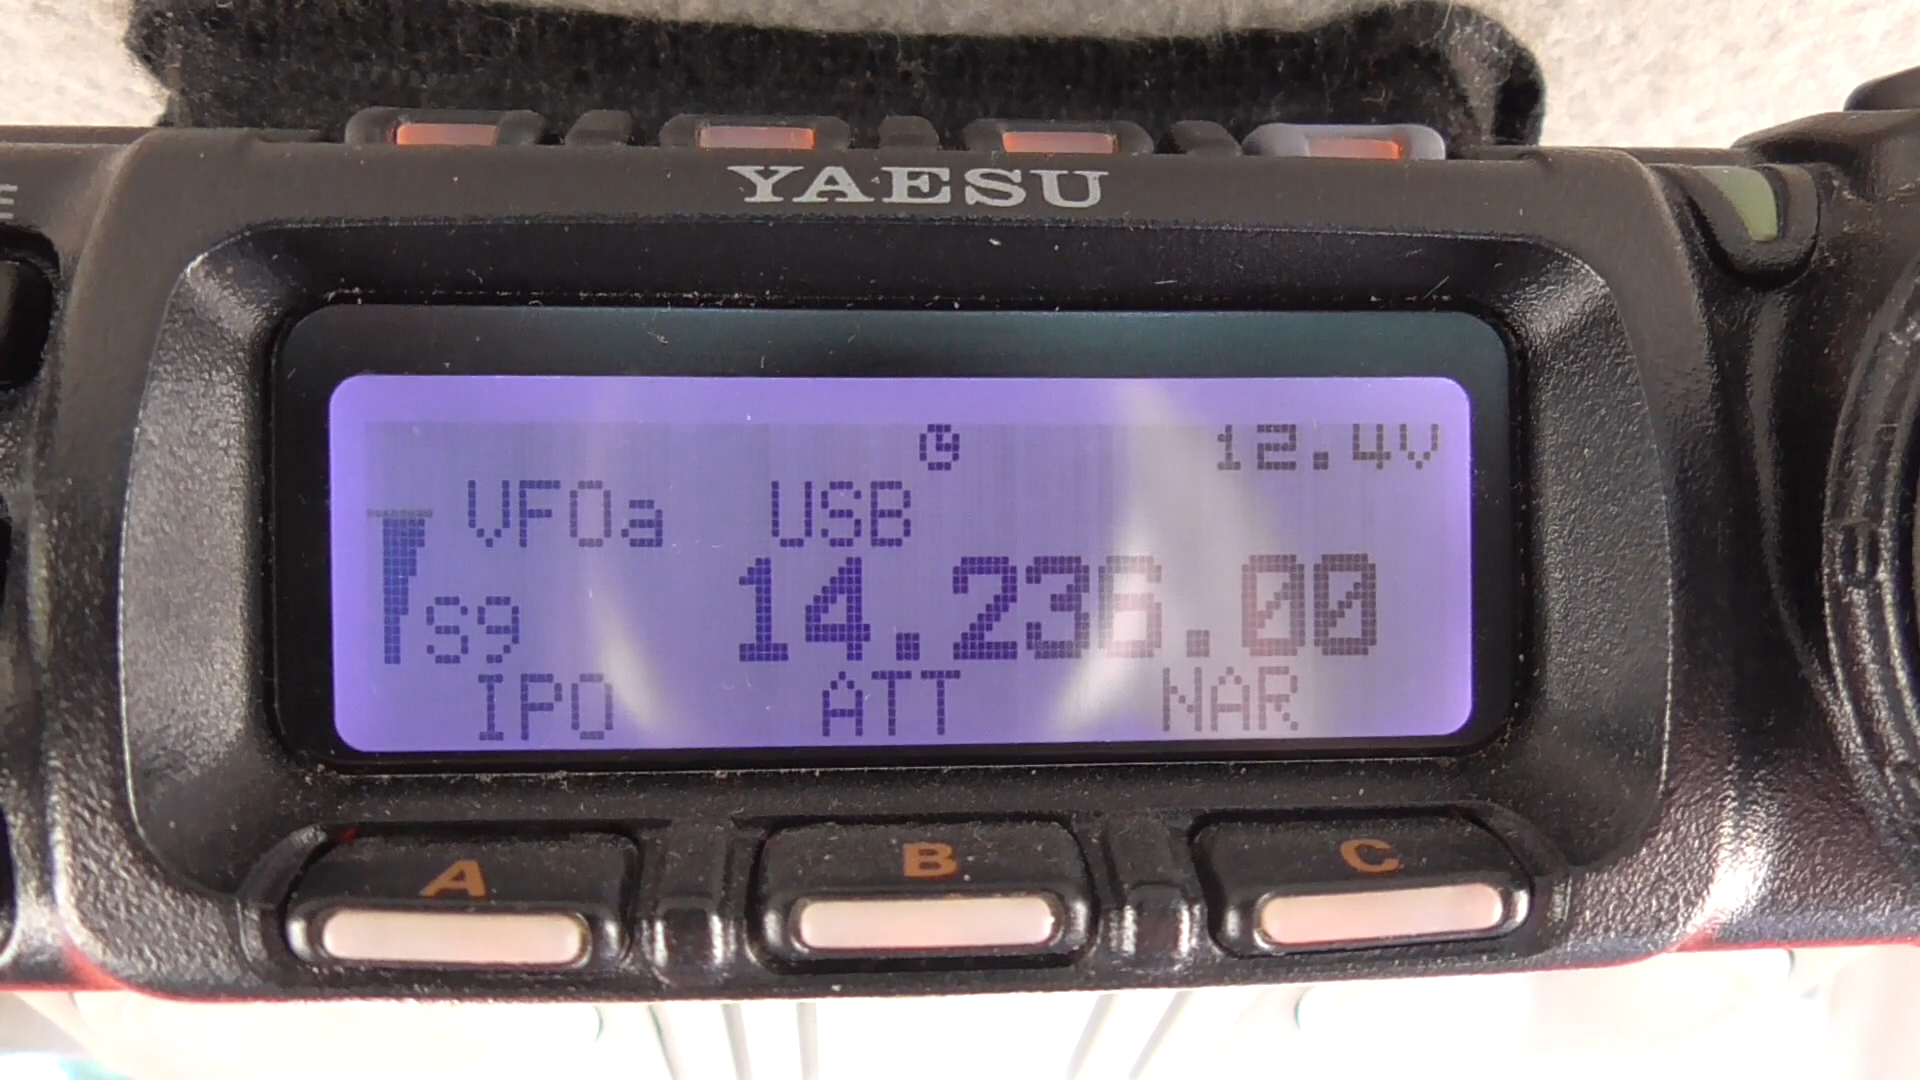 YAESU
12.4V
VFOa USB
14.236.00
S9
IPO ATT NAR
A B C